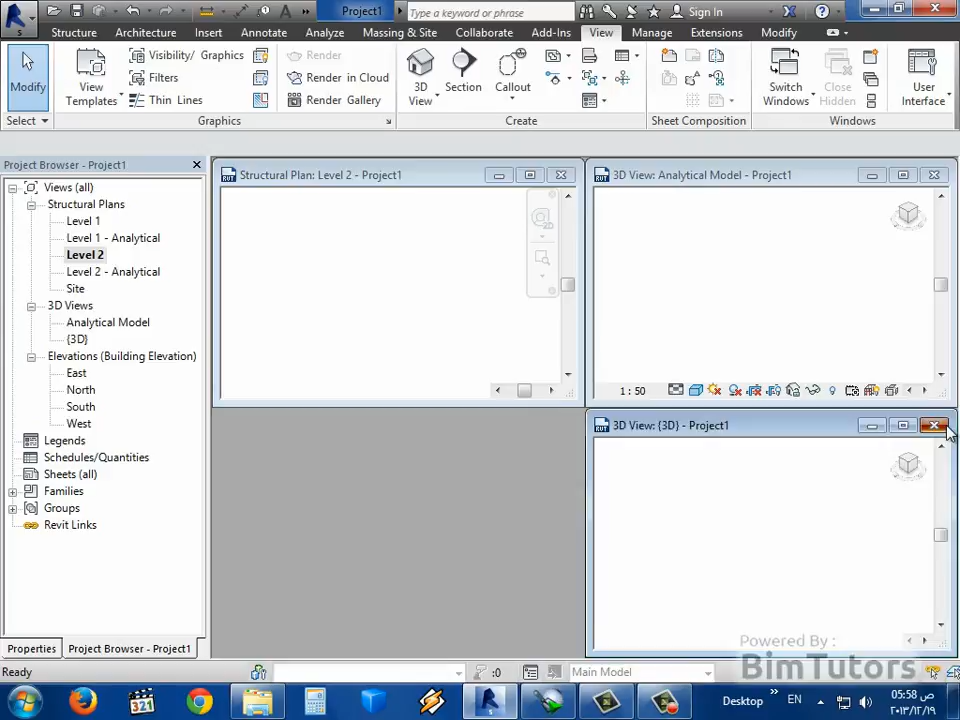 Project1
Type a keyword or phrase
Sign In
Structure
Architecture
Insert
Annotate
Analyze
Massing & Site
Collaborate
Add-Ins
View
Manage
Extensions
Modify
Modify
View
Templates
Visibility/ Graphics
Filters
Thin Lines
Render
Render in Cloud
Render Gallery
3D
View
Section
Callout
Switch
Windows
Close
Hidden
User
Interface
Select
Graphics
Create
Sheet Composition
Windows
Project Browser - Project1
Views (all)
Structural Plans
Level 1
Level 1 - Analytical
Level 2
Level 2 - Analytical
Site
3D Views
Analytical Model
{3D}
Elevations (Building Elevation)
East
North
South
West
Legends
Schedules/Quantities
Sheets (all)
Families
Groups
Revit Links
Properties
Project Browser - Project1
Structural Plan: Level 2 - Project1
3D View: Analytical Model - Project1
1 : 50
3D View: {3D} - Project1
Powered By :
BimTutors
Ready
:0
Main Model
321
Desktop
EN
05:58 ص
٢٠١٣/١٢/١٩